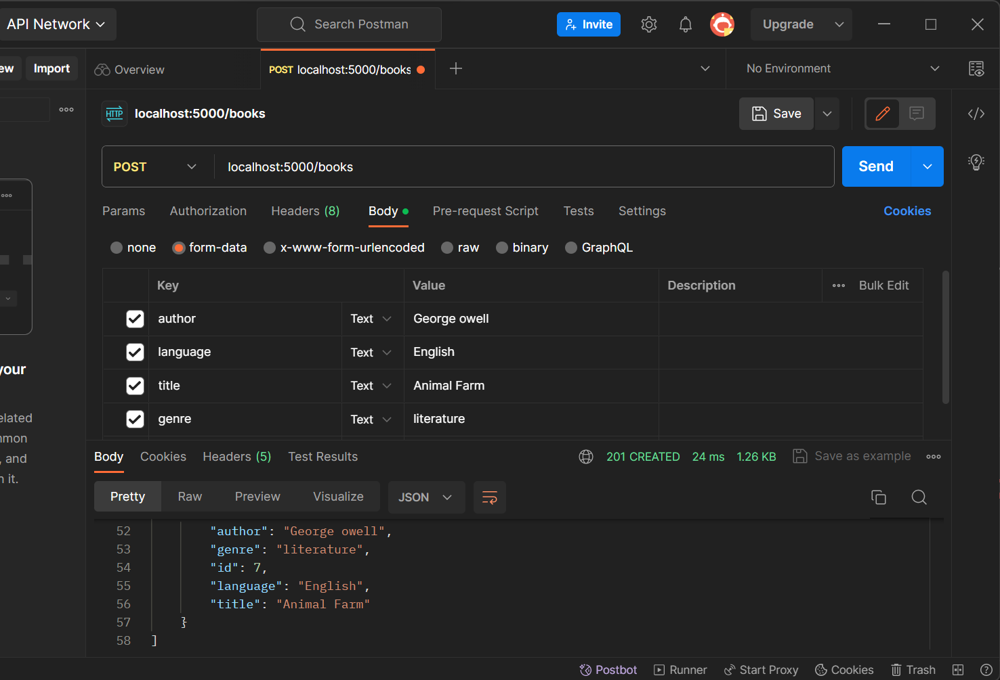 API Network
Search Postman
Invite
Upgrade
ew
Import
Overview
POST localhost:5000/books
No Environment
HTTP
localhost:5000/books
Save
POST
localhost:5000/books
Send
Params
Authorization
Headers (8)
Body
Pre-request Script
Tests
Settings
Cookies
none
form-data
x-www-form-urlencoded
raw
binary
GraphQL
Key
Value
Description
Bulk Edit
author
Text
George owell
language
Text
English
title
Text
Animal Farm
genre
Text
literature
your
elated
nmon
, and
n it.
Body
Cookies
Headers (5)
Test Results
201 CREATED
24 ms
1.26 KB
Save as example
Pretty
Raw
Preview
Visualize
JSON
52 "author": "George owell",
53 "genre": "literature",
54 "id": 7,
55 "language": "English",
56 "title": "Animal Farm"
57 }
58 ]
Postbot
Runner
Start Proxy
Cookies
Trash